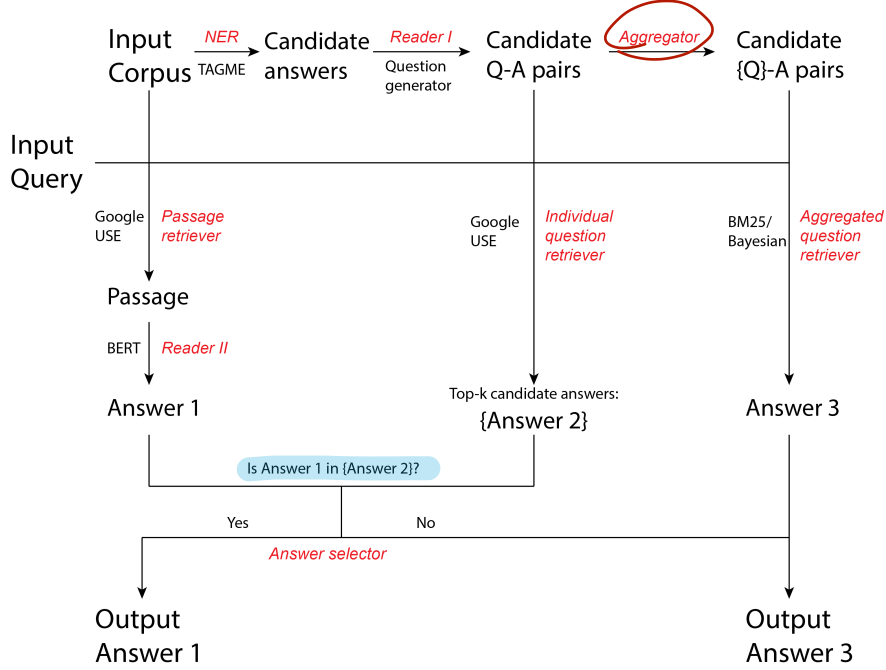 Input
Corpus
NER
TAGME
Candidate
answers
Reader I
Question
generator
Candidate
Q-A pairs
Aggregator
Candidate
{Q}-A pairs
Input
Query
Google
USE
Passage
retriever
Google
USE
Individual
question
retriever
BM25/
Bayesian
Aggregated
question
retriever
Passage
BERT
Reader II
Answer 1
Top-k candidate answers:
{Answer 2}
Answer 3
Is Answer 1 in {Answer 2}?
Yes
No
Answer selector
Output
Answer 1
Output
Answer 3